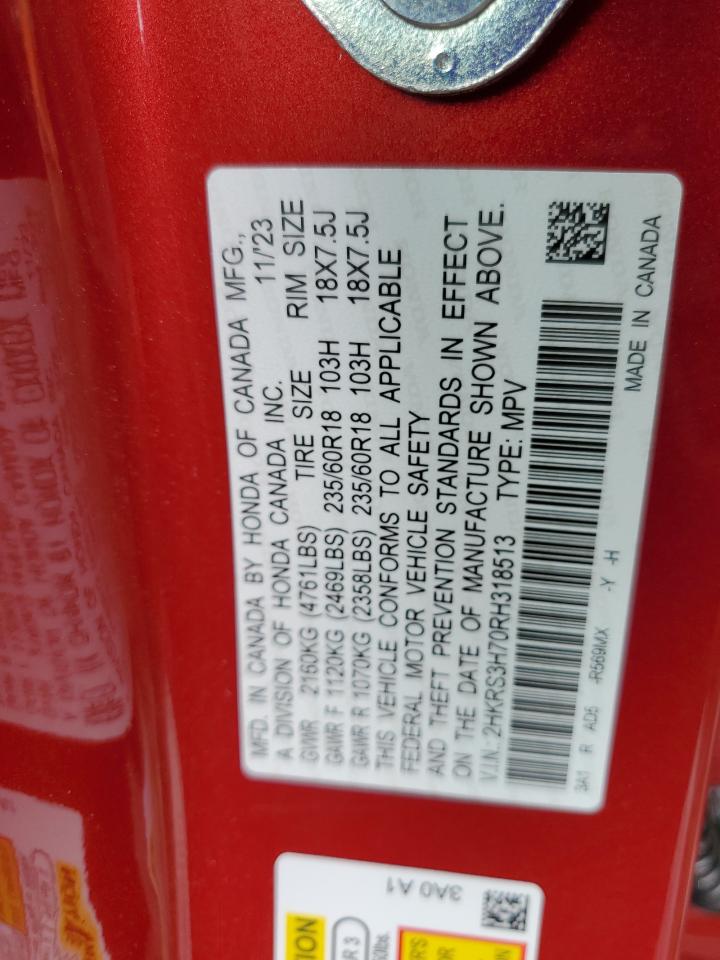 MFD. IN CANADA BY HONDA OF CANADA MFG.,
A DIVISION OF HONDA CANADA INC. 11/'23
GVWR 2160KG (4761LBS) TIRE SIZE RIM SIZE
GAWR F 1120KG (2469LBS) 235/60R18 103H 18X7.5J
GAWR R 1070KG (2358LBS) 235/60R18 103H 18X7.5J
THIS VEHICLE CONFORMS TO ALL APPLICABLE
FEDERAL MOTOR VEHICLE SAFETY
AND THEFT PREVENTION STANDARDS IN EFFECT
ON THE DATE OF MANUFACTURE SHOWN ABOVE.
V.I.N. 2HKRS3H70RH318513 TYPE: MPV
3A1 R AD5 -R569MX -Y -H
MADE IN CANADA
3A0 A1